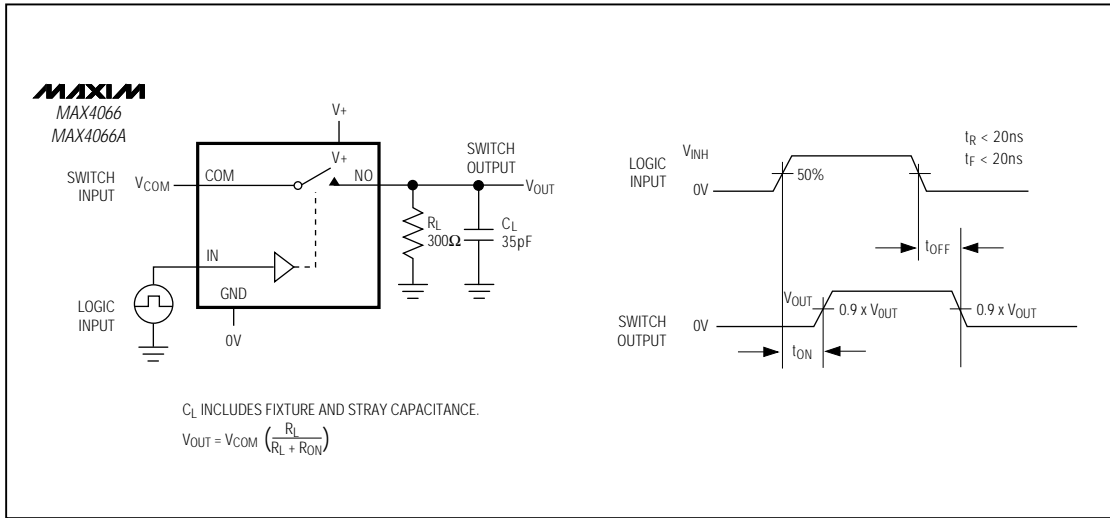 MAXIM
MAX4066
MAX4066A
V+
SWITCH
INPUT
VCOM
COM
V+
NO
SWITCH
OUTPUT
VOUT
RL
300Ω
CL
35pF
IN
LOGIC
INPUT
GND
0V
CL INCLUDES FIXTURE AND STRAY CAPACITANCE.
VOUT = VCOM (RL / RL + RON)
tR < 20ns
tF < 20ns
LOGIC
INPUT
VINH
0V
50%
tOFF
SWITCH
OUTPUT
VOUT
0V
0.9 x V0UT
0.9 x VOUT
tON